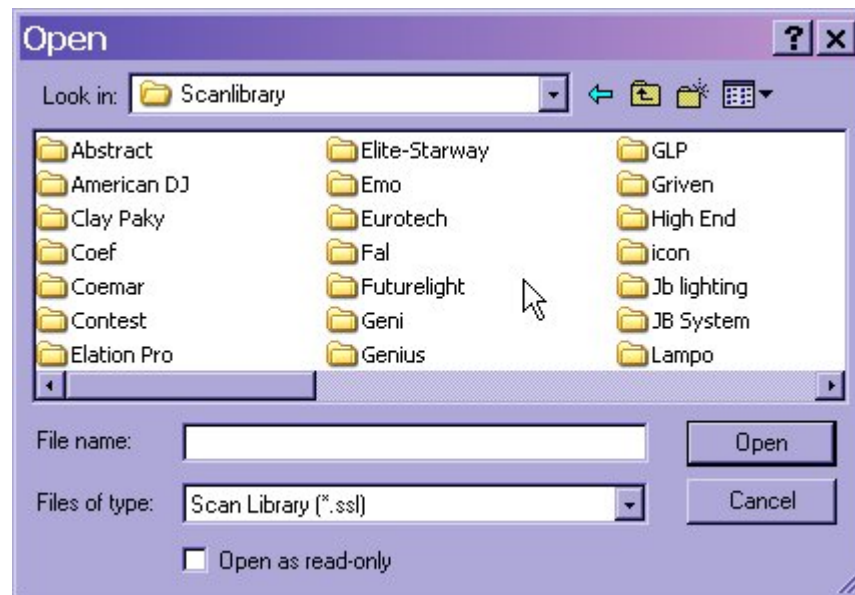 Open
Look in: Scanlibrary
Abstract
American DJ
Clay Paky
Coef
Coemar
Contest
Elation Pro
Elite-Starway
Emo
Eurotech
Fal
Futurelight
Geni
Genius
GLP
Griven
High End
icon
Jb lighting
JB System
Lampo
File name:
Open
Files of type: Scan Library (*.ssl)
Cancel
Open as read-only